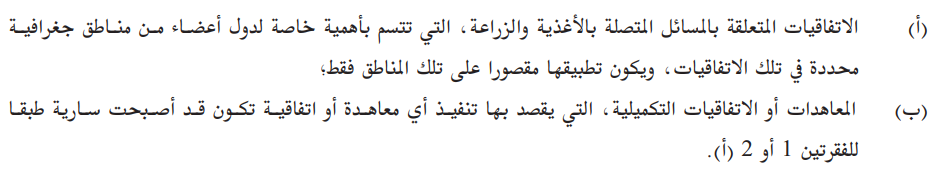 (أ) الاتفاقيات المتعلقة بالمسائل المتصلة بالأغذية والزراعة، التي تتسم بأهمية خاصة لدول أعضاء من مناطق جغرافية
محددة في تلك الاتفاقيات، ويكون تطبيقها مقصورا على تلك المناطق فقط؛
(ب) المعاهدات أو الاتفاقيات التكميلية، التي يقصد بها تنفيذ أي معاهدة أو اتفاقية تكون قد أصبحت سارية طبقا
للفقرتين 1 أو 2 (أ).